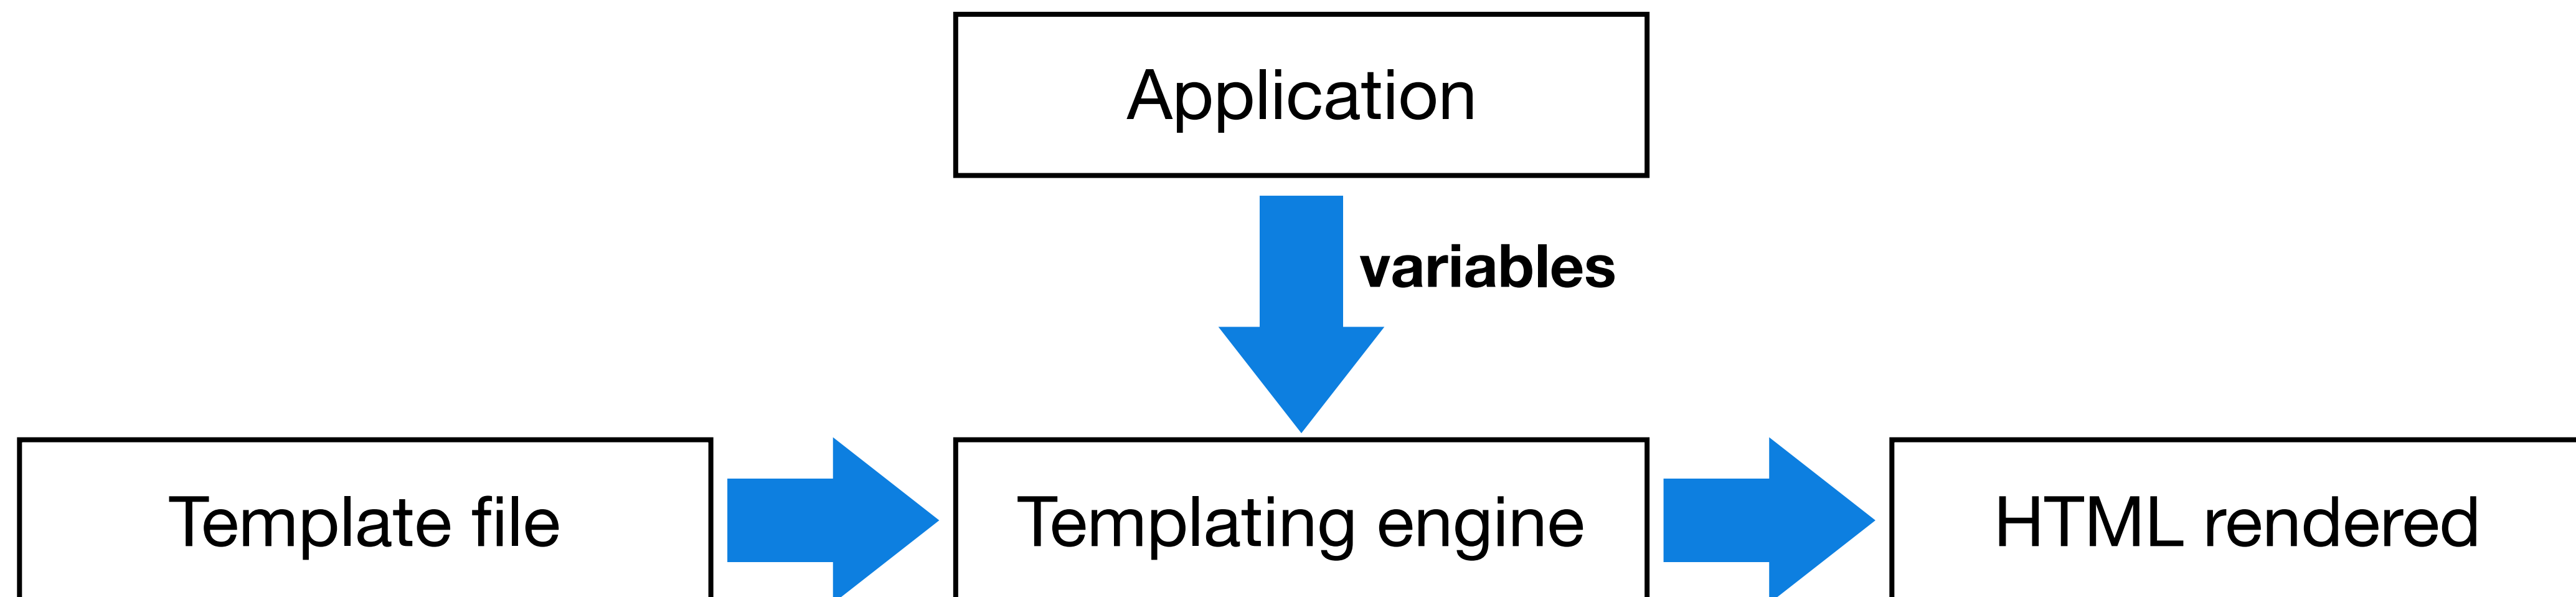 Application
variables
Template file
Templating engine
HTML rendered